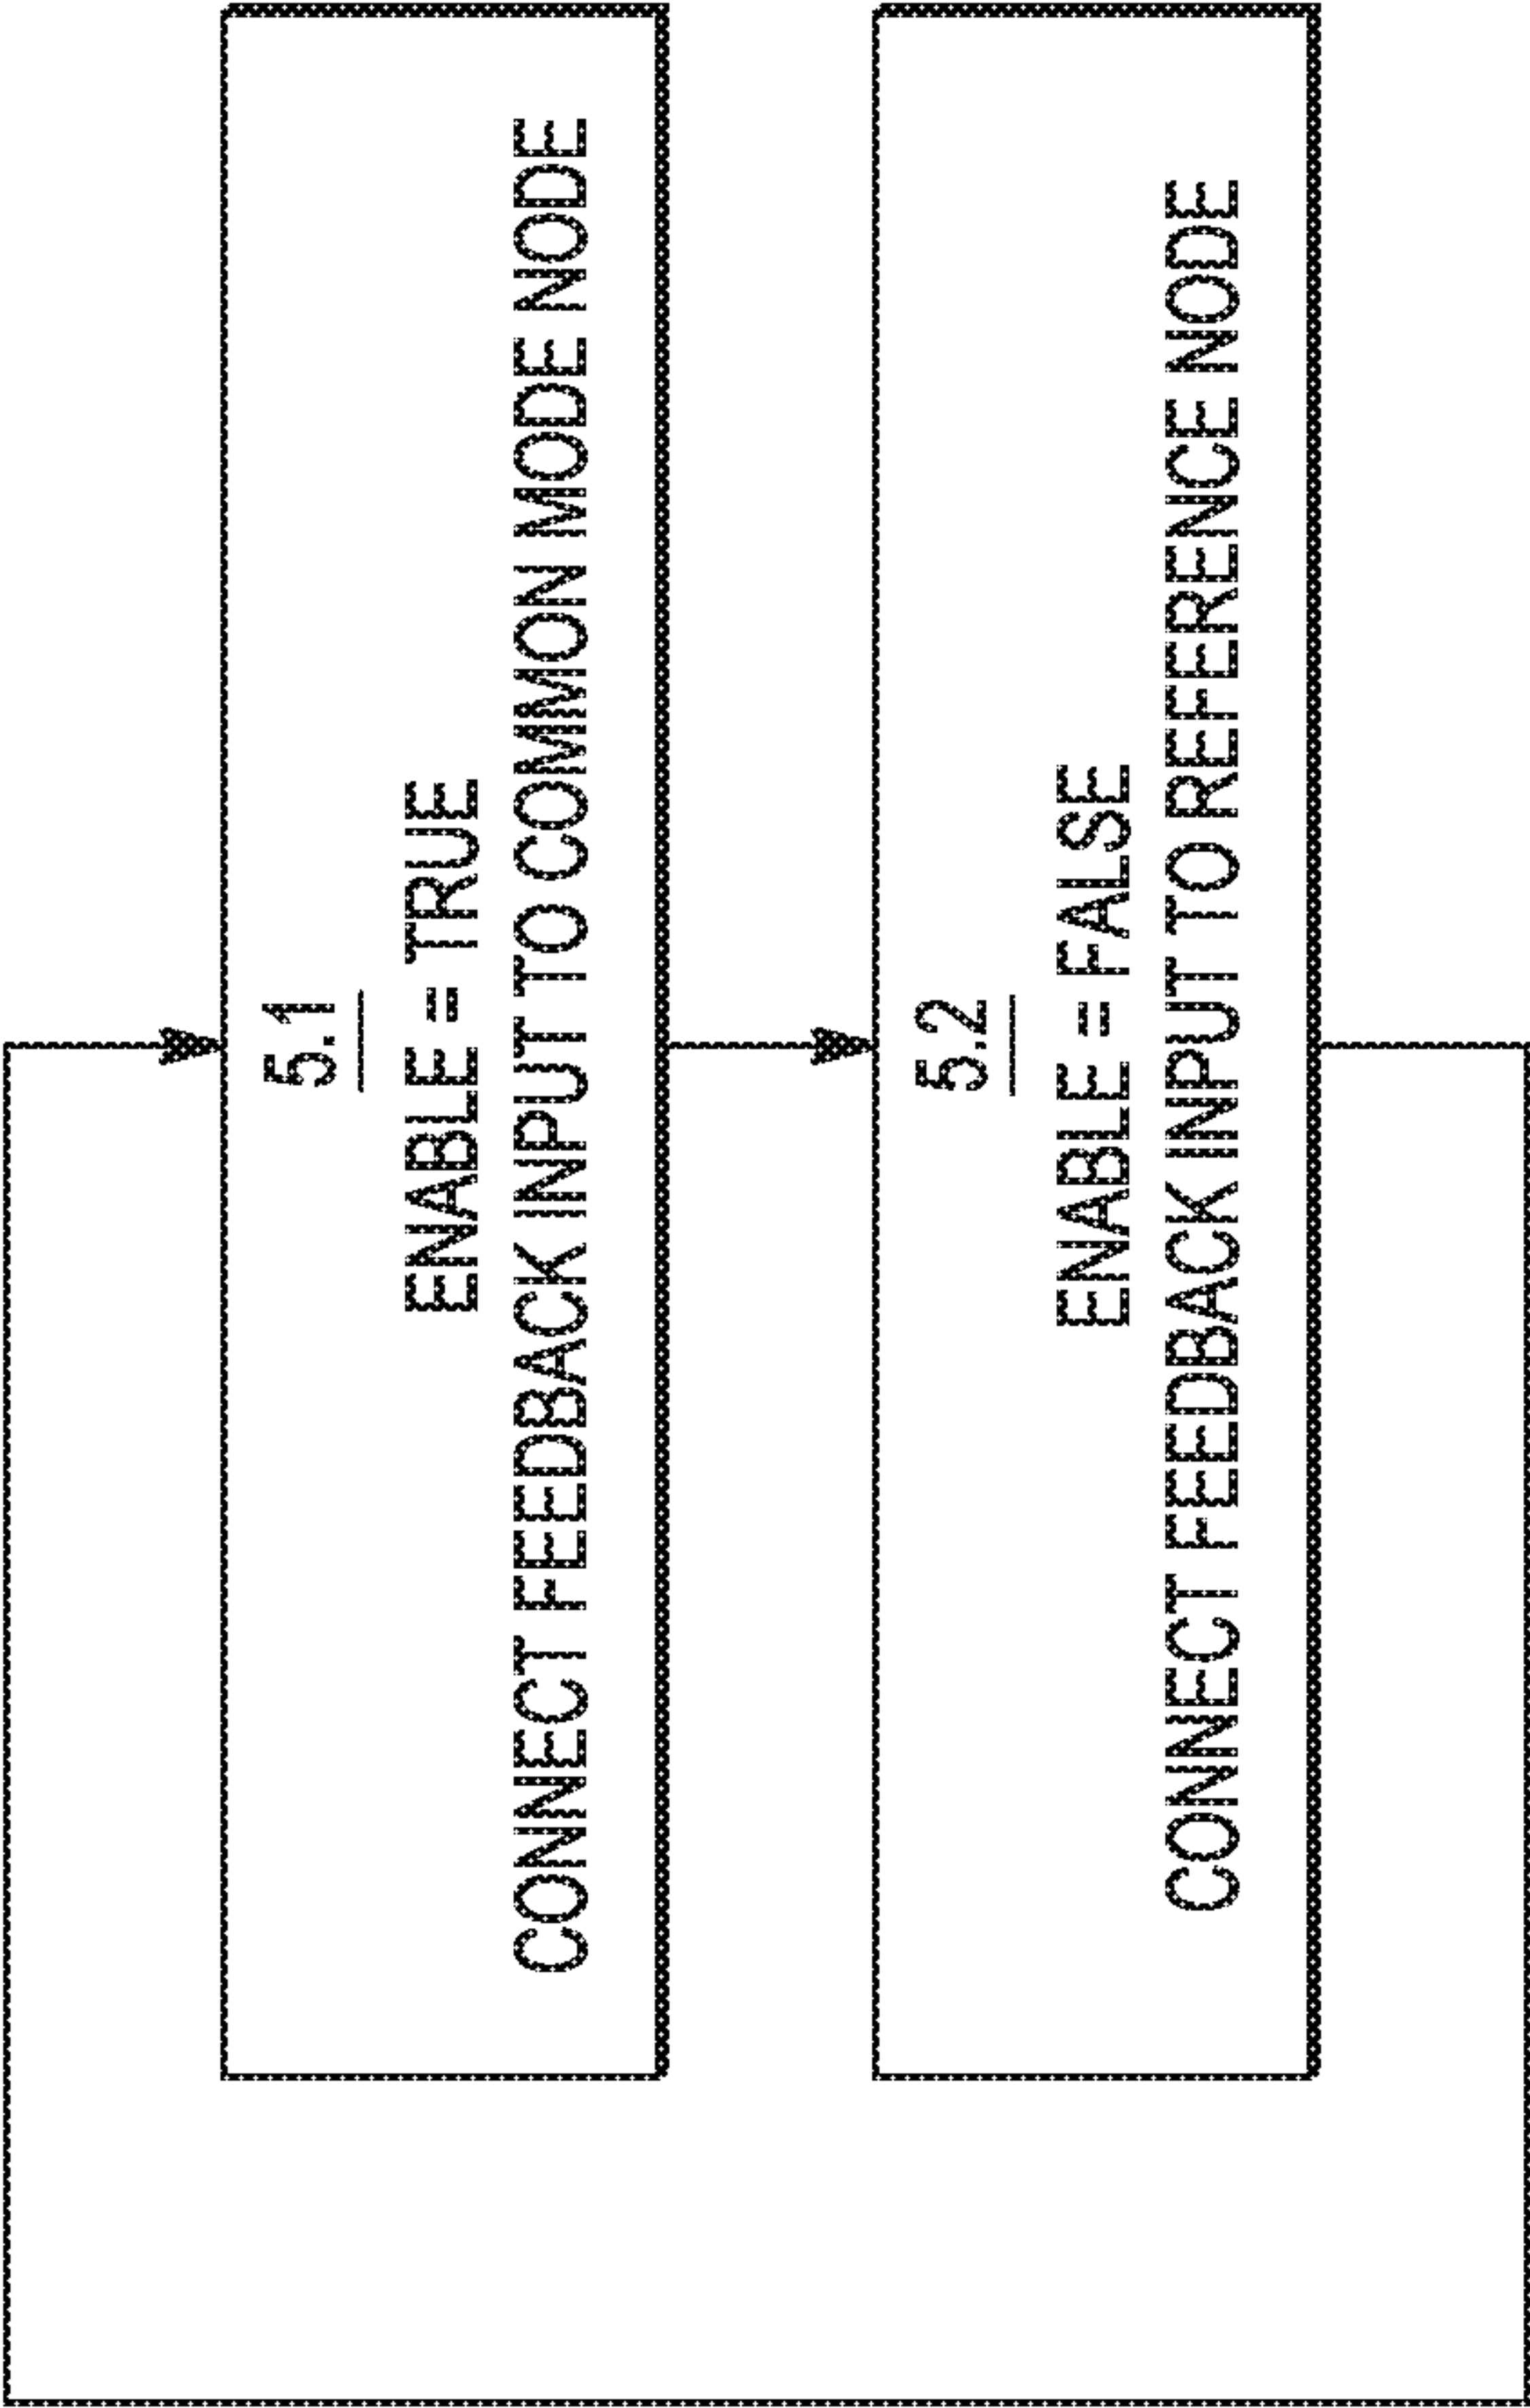 5.1
ENABLE = TRUE
CONNECT FEEDBACK INPUT TO COMMON MODE NODE
5.2
ENABLE = FALSE
CONNECT FEEDBACK INPUT TO REFERENCE NODE